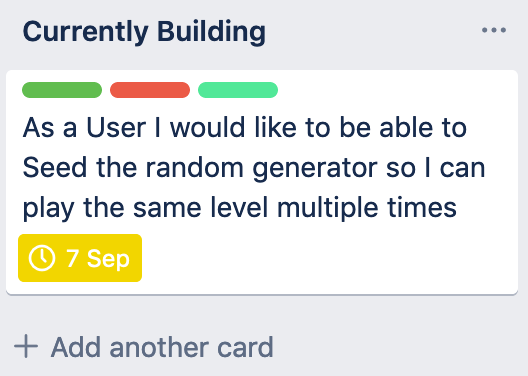 Currently Building
As a User I would like to be able to
Seed the random generator so I can
play the same level multiple times
7 Sep
Add another card